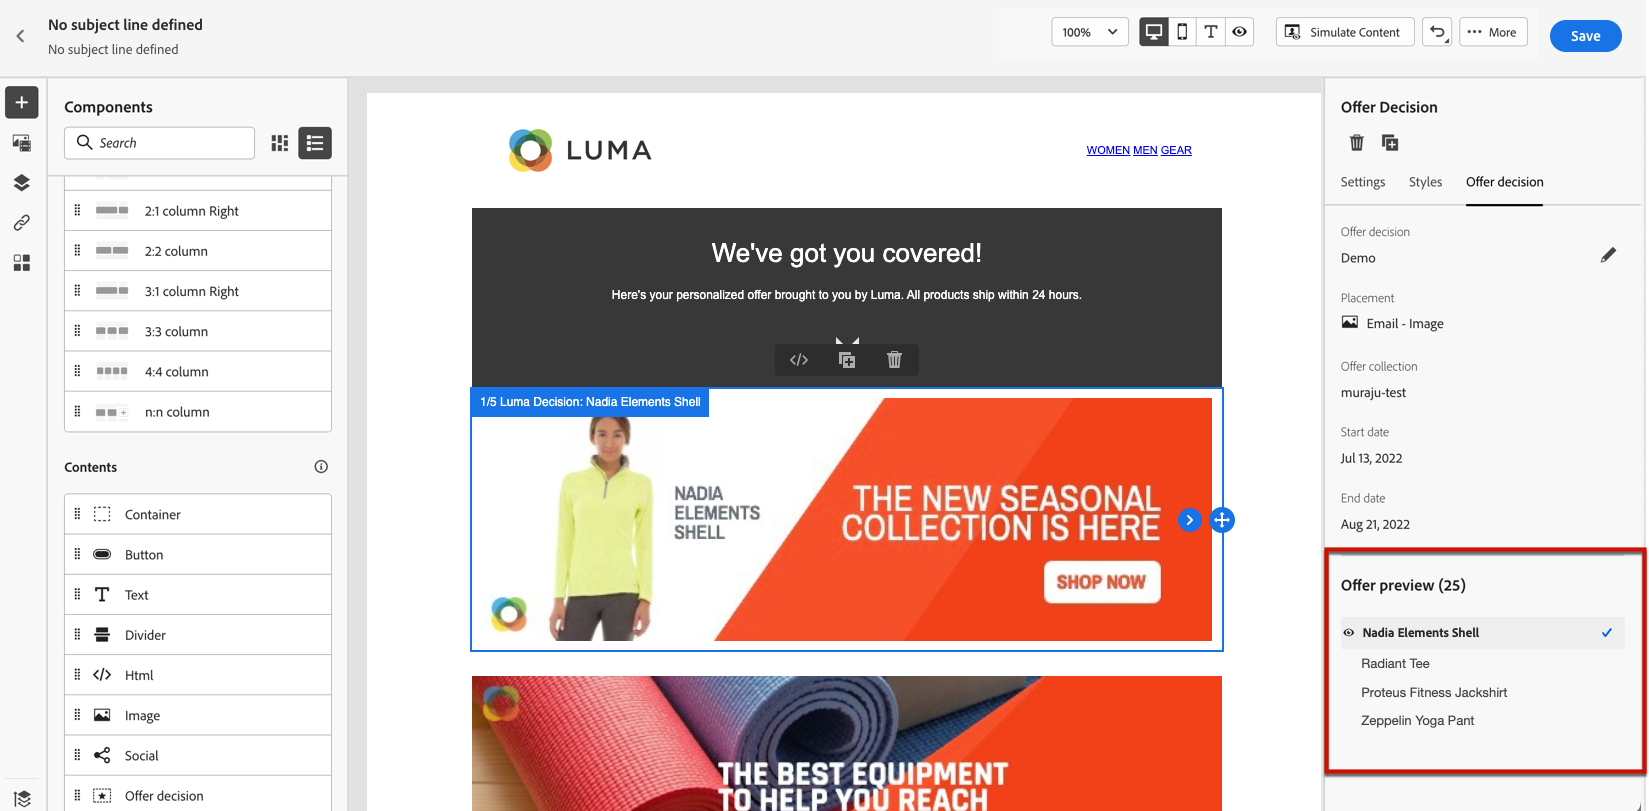 No subject line defined
No subject line defined
100%
Simulate Content
More
Save
Components
Search
2:1 column Right
2:2 column
3:1 column Right
3:3 column
4:4 column
n:n column
Contents
Container
Button
Text
Divider
Html
Image
Social
Offer decision
LUMA
WOMEN MEN GEAR
We've got you covered!
Here's your personalized offer brought to you by Luma. All products ship within 24 hours.
1/5 Luma Decision: Nadia Elements Shell
NADIA
ELEMENTS
SHELL
THE NEW SEASONAL
COLLECTION IS HERE
SHOP NOW
THE BEST EQUIPMENT
TO HELP YOU REACH
Offer Decision
Settings
Styles
Offer decision
Offer decision
Demo
Placement
Email - Image
Offer collection
muraju-test
Start date
Jul 13, 2022
End date
Aug 21, 2022
Offer preview (25)
Nadia Elements Shell
Radiant Tee
Proteus Fitness Jackshirt
Zeppelin Yoga Pant